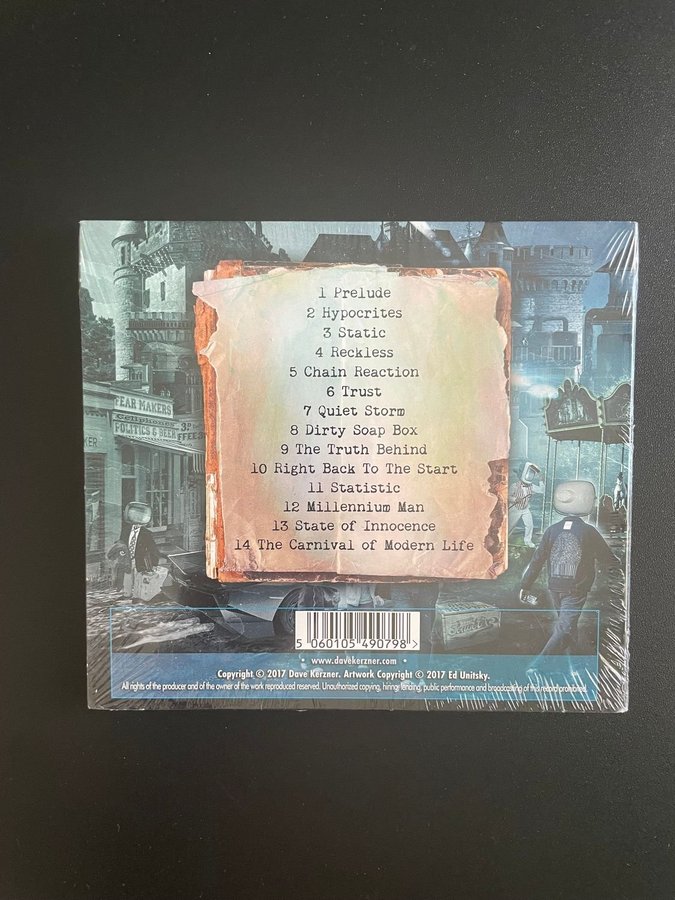 1 Prelude
2 Hypocrites
3 Static
4 Reckless
5 Chain Reaction
6 Trust
7 Quiet Storm
8 Dirty Soap Box
9 The Truth Behind
10 Right Back To The Start
11 Statistic
12 Millennium Man
13 State of Innocence
14 The Carnival of Modern Life
FEAR MAKERS
Cellphones
POLITICS & BEER
5 060105 490798 >
• www.davekerzner.com •
Copyright © 2017 Dave Kerzner. Artwork Copyright © 2017 Ed Unitsky.
All rights of the producer and of the owner of the work reproduced reserved. Unauthorized copying, hiring, lending, public performance and broadcasting of this record prohibited.